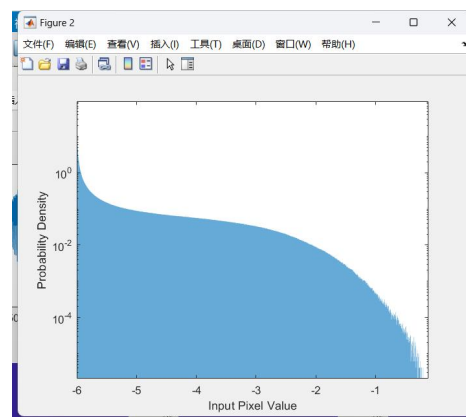 Figure 2
文件(F) 编辑(E) 查看(V) 插入(I) 工具(T) 桌面(D) 窗口(W) 帮助(H)
10^0
10^-2
10^-4
Probability Density
-6 -5 -4 -3 -2 -1
Input Pixel Value